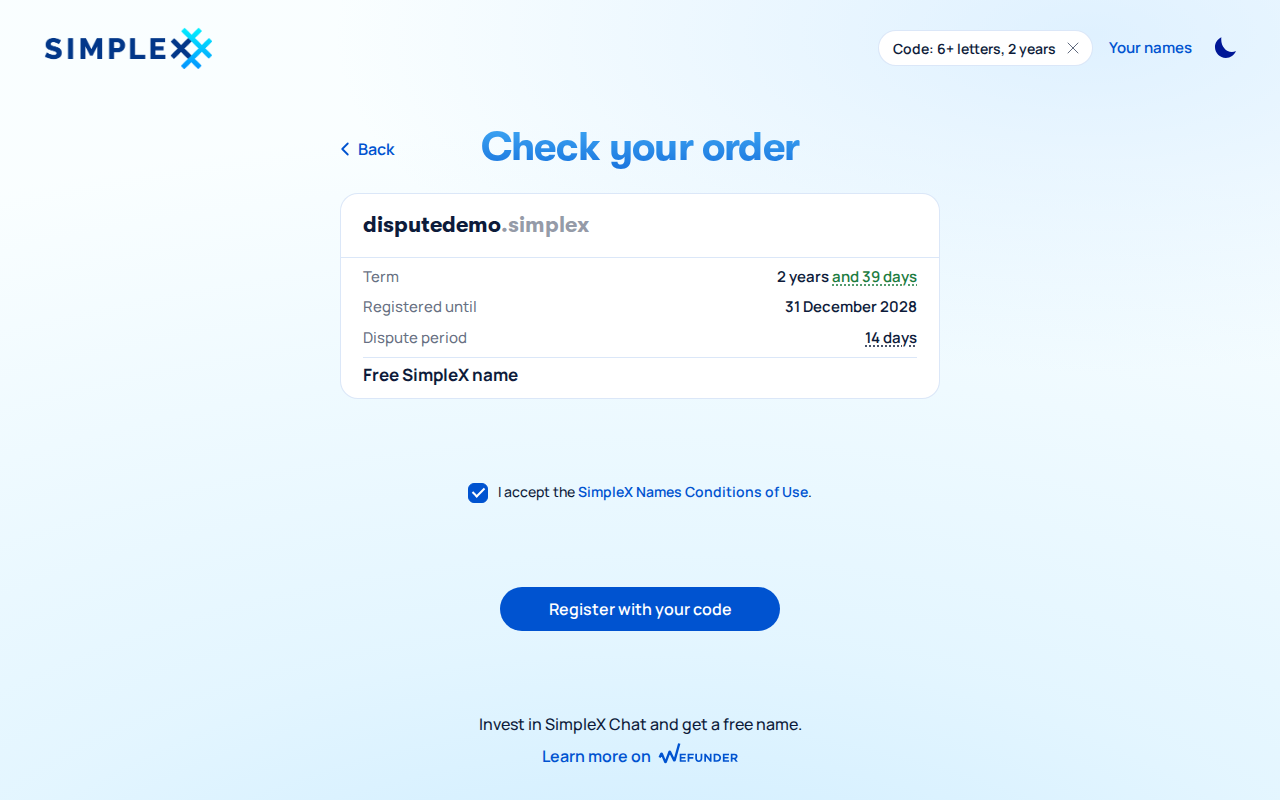 SIMPLEX
Code: 6+ letters, 2 years
Your names
Back
Check your order
disputedemo.simplex
Term
2 years and 39 days
Registered until
31 December 2028
Dispute period
14 days
Free SimpleX name
I accept the SimpleX Names Conditions of Use.
Register with your code
Invest in SimpleX Chat and get a free name.
Learn more on WEFUNDER